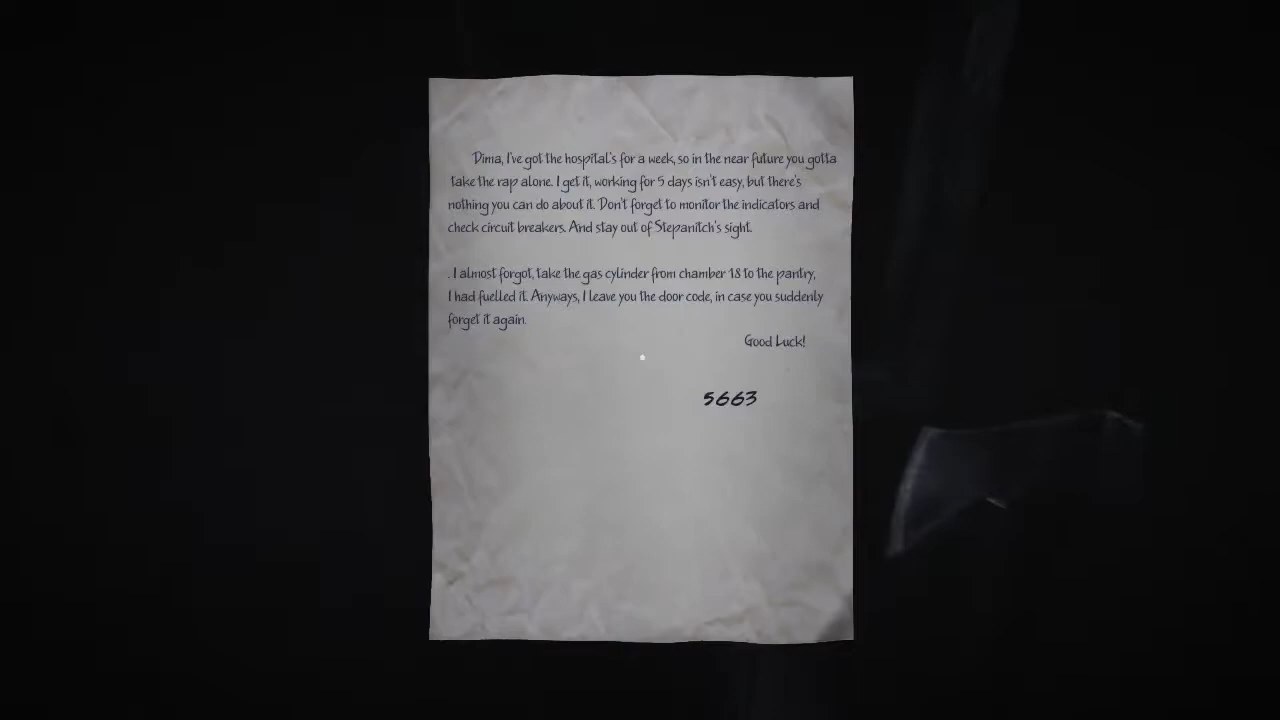 Dima, I've got the hospital's for a week, so in the near future you gotta
take the rap alone. I get it, working for 5 days isn't easy, but there's
nothing you can do about it. Don't forget to monitor the indicators and
check circuit breakers. And stay out of Stepanitch's sight.
. I almost forgot, take the gas cylinder from chamber 18 to the pantry,
I had fuelled it. Anyways, I leave you the door code, in case you suddenly
forget it again.
Good Luck!
5663